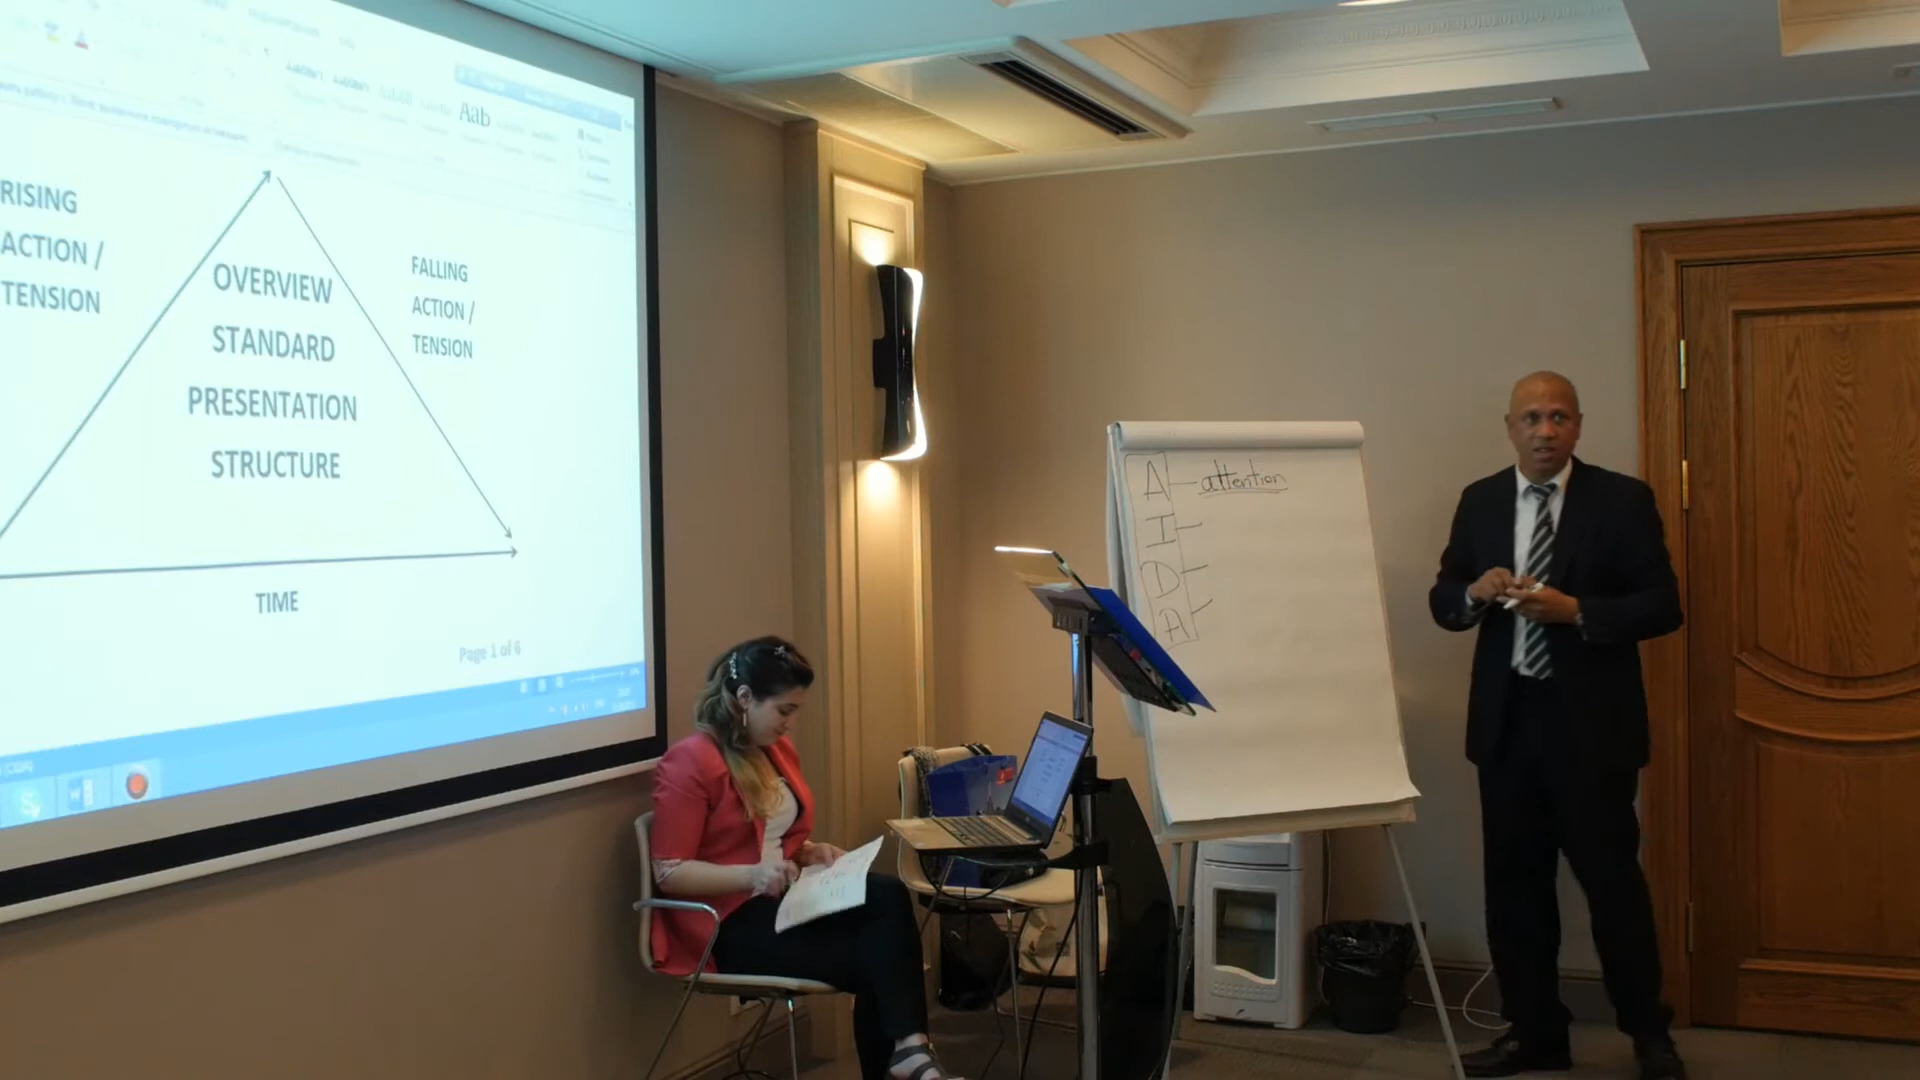 Aab
RISING
ACTION /
TENSION
OVERVIEW
STANDARD
PRESENTATION
STRUCTURE
FALLING
ACTION /
TENSION
TIME
Page 1 of 6
A attention
I
D
A